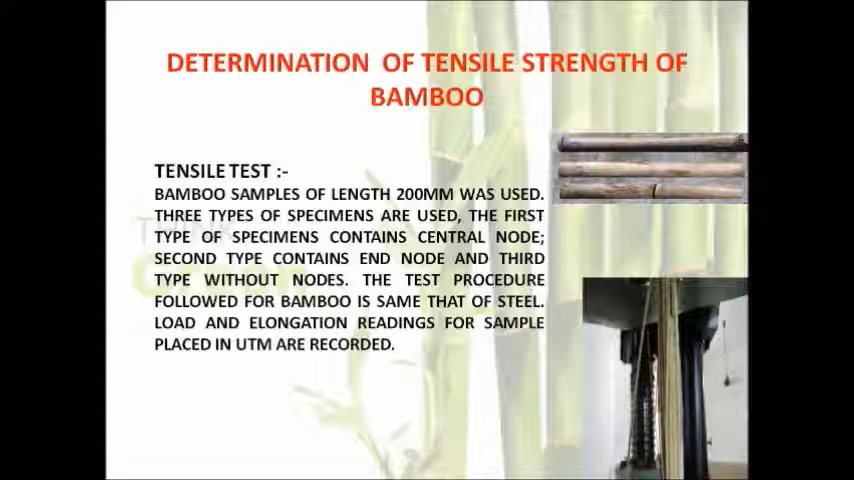 DETERMINATION OF TENSILE STRENGTH OF
BAMBOO
TENSILE TEST :-
BAMBOO SAMPLES OF LENGTH 200MM WAS USED.
THREE TYPES OF SPECIMENS ARE USED, THE FIRST
TYPE OF SPECIMENS CONTAINS CENTRAL NODE;
SECOND TYPE CONTAINS END NODE AND THIRD
TYPE WITHOUT NODES. THE TEST PROCEDURE
FOLLOWED FOR BAMBOO IS SAME THAT OF STEEL.
LOAD AND ELONGATION READINGS FOR SAMPLE
PLACED IN UTM ARE RECORDED.
THINK